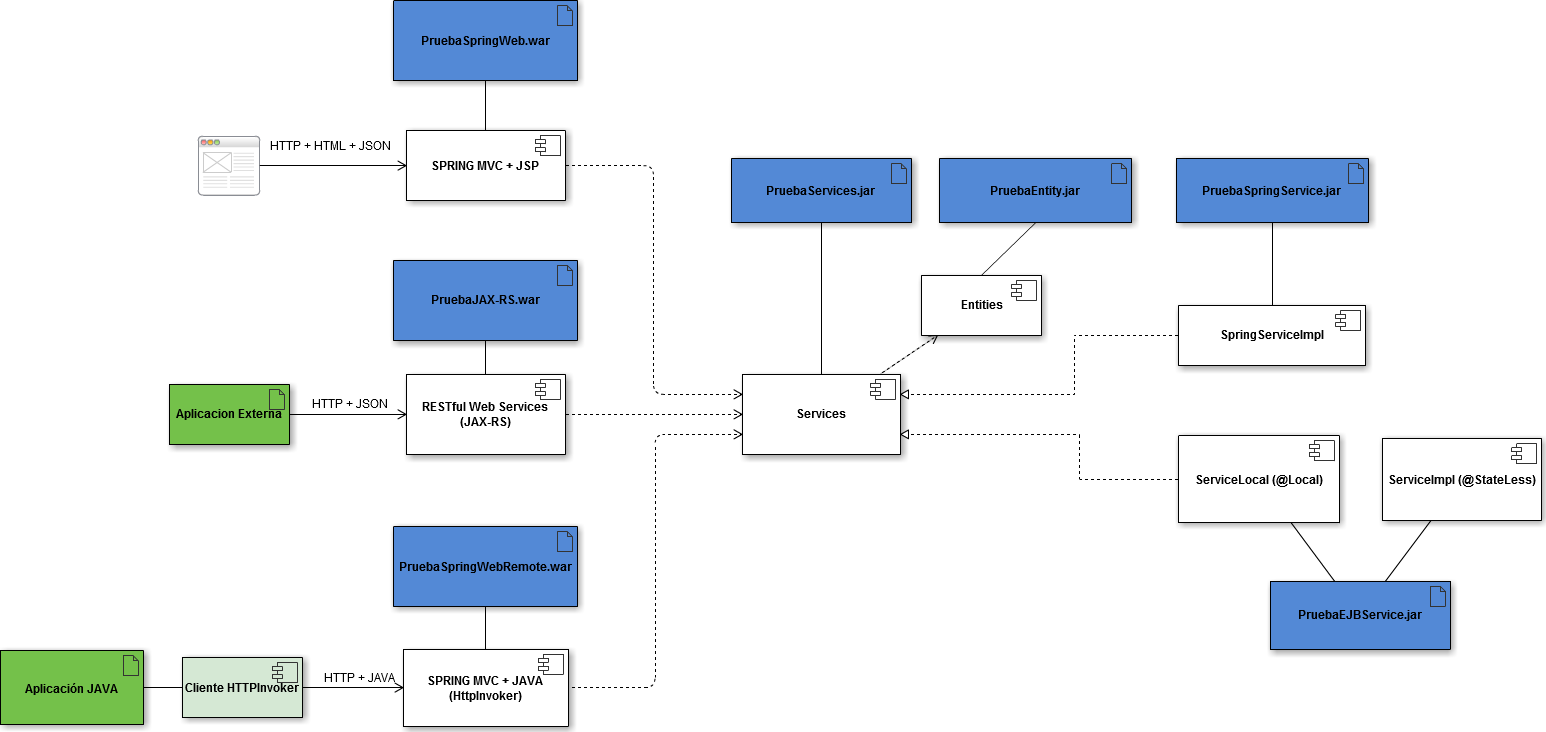 PruebaSpringWeb.war
HTTP + HTML + JSON
SPRING MVC + JSP
PruebaServices.jar
PruebaEntity.jar
PruebaSpringService.jar
PruebaJAX-RS.war
Entities
SpringServiceImpl
Aplicacion Externa
HTTP + JSON
RESTful Web Services
(JAX-RS)
Services
ServiceLocal (@Local)
ServiceImpl (@StateLess)
PruebaSpringWebRemote.war
PruebaEJBService.jar
Aplicación JAVA
Cliente HTTPInvoker
HTTP + JAVA
SPRING MVC + JAVA
(HttpInvoker)